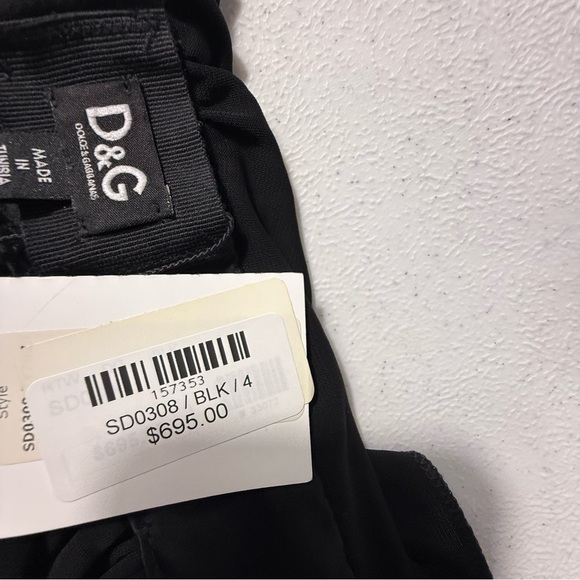 D&G
DOLCE & GABBANA
MADE
IN
TUNISIA
Style
157353
SD0308 / BLK / 4
$695.00